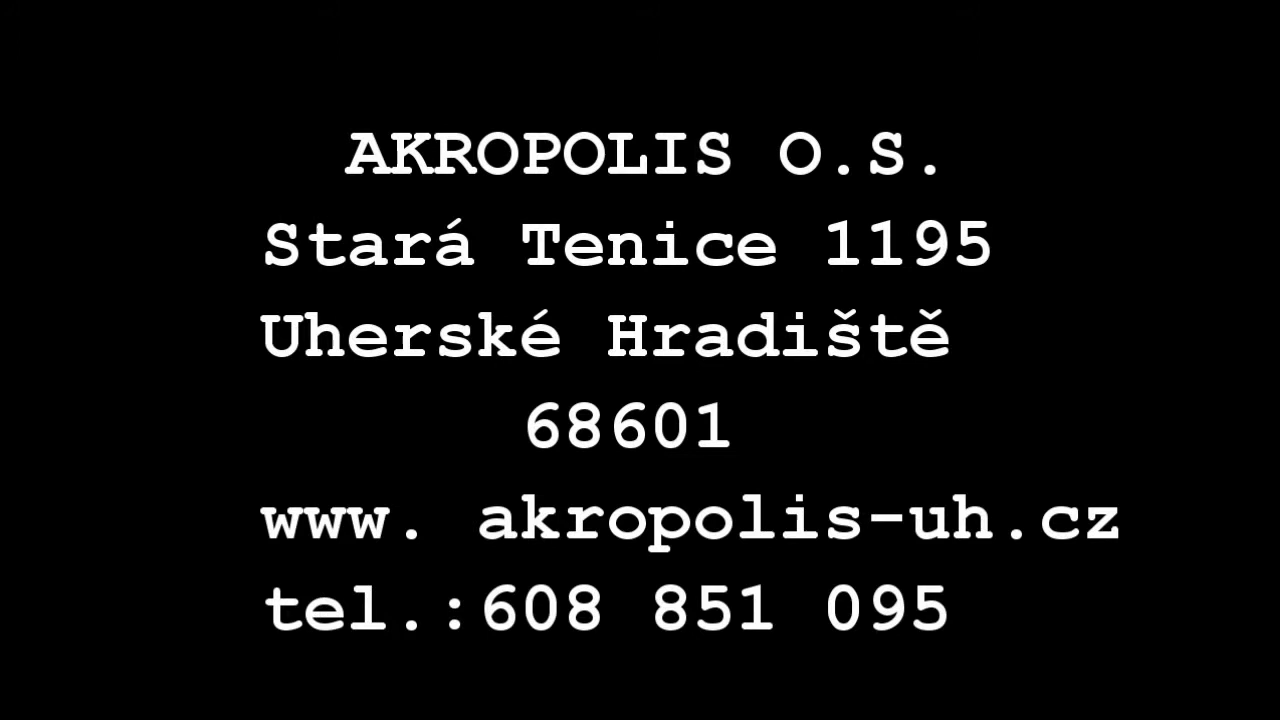 AKROPOLIS O.S.
Stará Tenice 1195
Uherské Hradiště
68601
www. akropolis-uh.cz
tel.:608 851 095